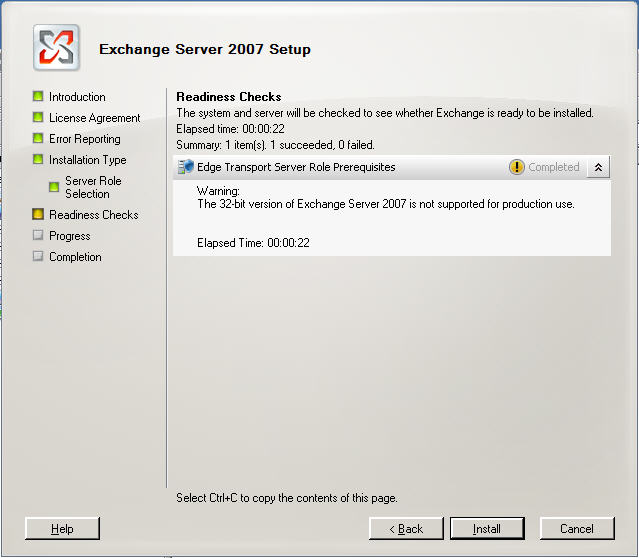 Exchange Server 2007 Setup
Introduction
License Agreement
Error Reporting
Installation Type
Server Role
Selection
Readiness Checks
Progress
Completion
Readiness Checks
The system and server will be checked to see whether Exchange is ready to be installed.
Elapsed time: 00:00:22
Summary: 1 item(s). 1 succeeded, 0 failed.
Edge Transport Server Role Prerequisites
Completed
Warning:
The 32-bit version of Exchange Server 2007 is not supported for production use.
Elapsed Time: 00:00:22
Select Ctrl+C to copy the contents of this page.
Help
< Back
Install
Cancel